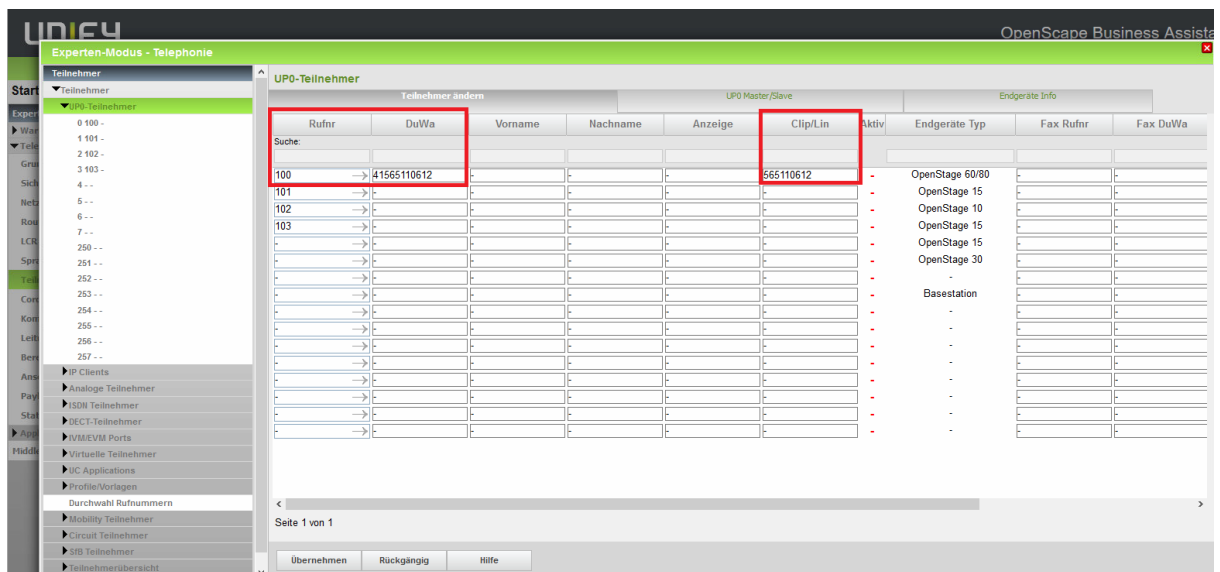 UNIFY
OpenScape Business Assista
Experten-Modus - Telephonie
Start
Teilnehmer
Teilnehmer
UP0-Teilnehmer
0 100 -
1 101 -
2 102 -
3 103 -
4 - -
5 - -
6 - -
7 - -
250 - -
251 - -
252 - -
253 - -
254 - -
255 - -
256 - -
257 - -
IP Clients
Analoge Teilnehmer
ISDN Teilnehmer
DECT-Teilnehmer
IVM/EVM Ports
Virtuelle Teilnehmer
UC Applications
Profile/Vorlagen
Durchwahl Rufnummern
Mobility Teilnehmer
Circuit Teilnehmer
SfB Teilnehmer
Teilnehmerübersicht
UP0-Teilnehmer
Teilnehmer ändern UP0 Master/Slave Endgeräte Info
Rufnr DuWa Vorname Nachname Anzeige Clip/Lin Aktiv Endgeräte Typ Fax Rufnr Fax DuWa
Suche:
100 41565110612 - - - 565110612 - OpenStage 60/80 - -
101 - - - - - - OpenStage 15 - -
102 - - - - - - OpenStage 10 - -
103 - - - - - - OpenStage 15 - -
- - - - - - - OpenStage 15 - -
- - - - - - - OpenStage 30 - -
- - - - - - - - - -
- - - - - - - Basestation - -
- - - - - - - - - -
- - - - - - - - - -
- - - - - - - - - -
- - - - - - - - - -
- - - - - - - - - -
- - - - - - - - - -
- - - - - - - - - -
- - - - - - - - - -
Seite 1 von 1
Übernehmen Rückgängig Hilfe